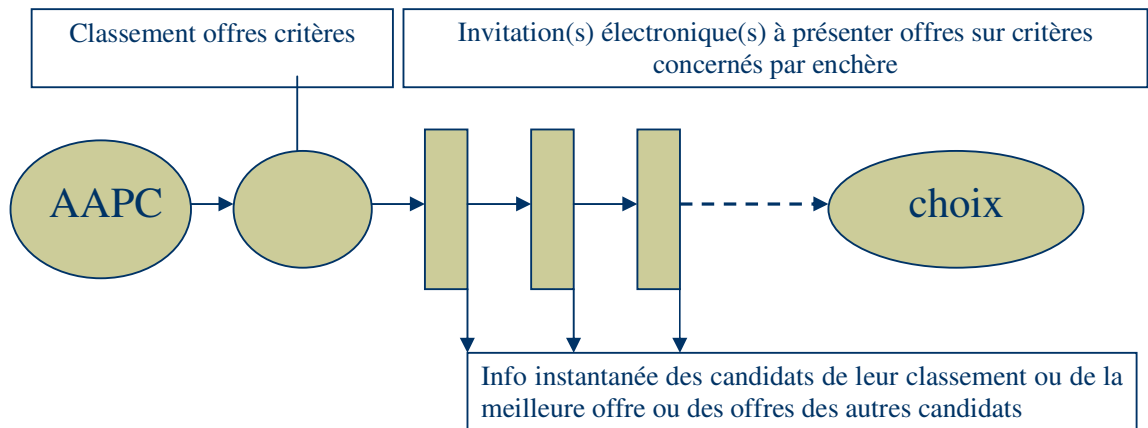 Classement offres critères
Invitation(s) électronique(s) à présenter offres sur critères
concernés par enchère
AAPC
choix
Info instantanée des candidats de leur classement ou de la
meilleure offre ou des offres des autres candidats